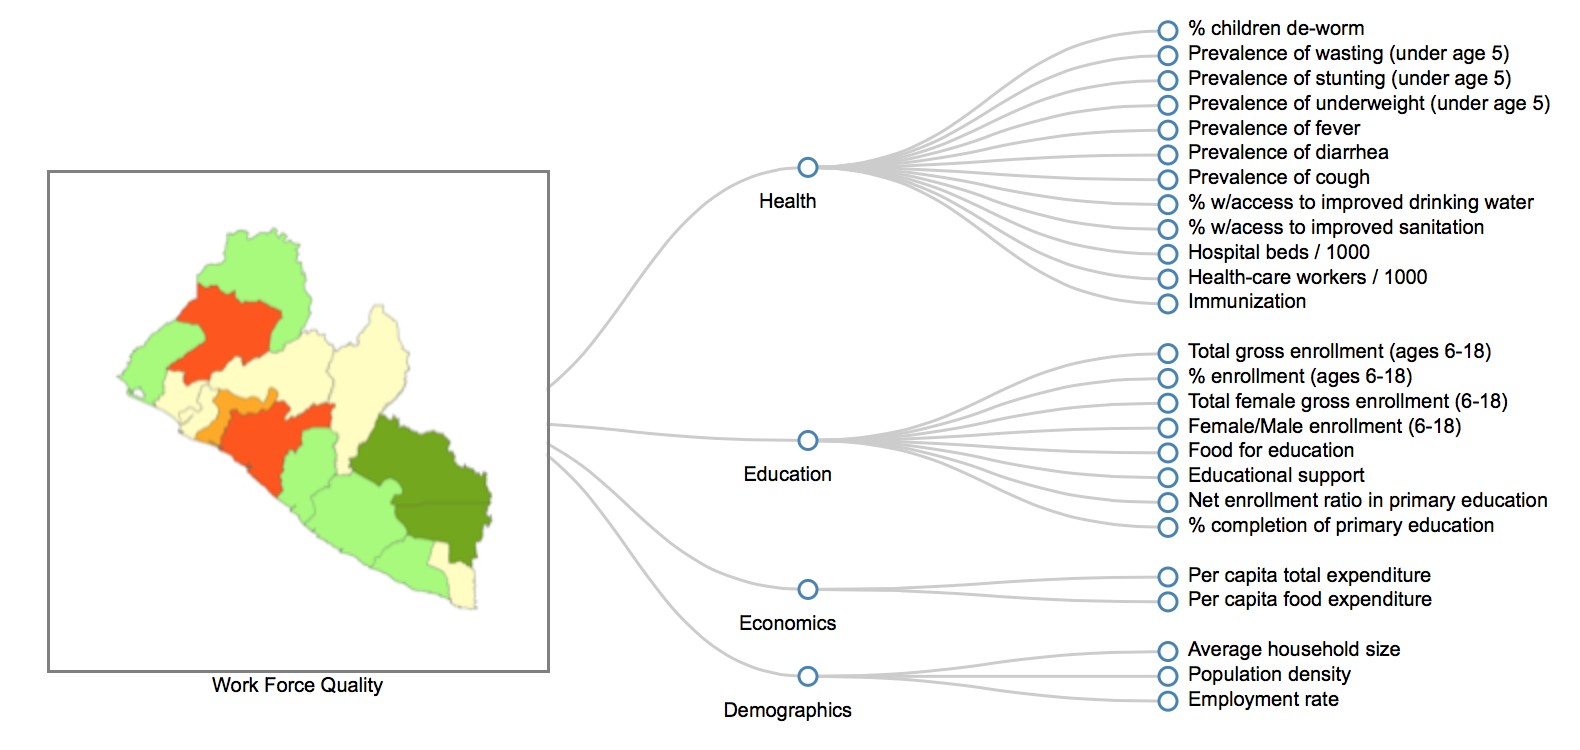 % children de-worm
Prevalence of wasting (under age 5)
Prevalence of stunting (under age 5)
Prevalence of underweight (under age 5)
Prevalence of fever
Prevalence of diarrhea
Prevalence of cough
% w/access to improved drinking water
% w/acess to improved sanitation
Hospital beds / 1000
Health-care workers / 1000
Immunization
Health
Total gross enrollment (ages 6-18)
% enrollment (ages 6-18)
Total female gross enrollment (6-18)
Female/Male enrollment (6-18)
Food for education
Educational support
Net enrollment ratio in primary education
% completion of primary education
Education
Per capita total expenditure
Per capita food expenditure
Economics
Average household size
Population density
Employment rate
Demographics
Work Force Quality